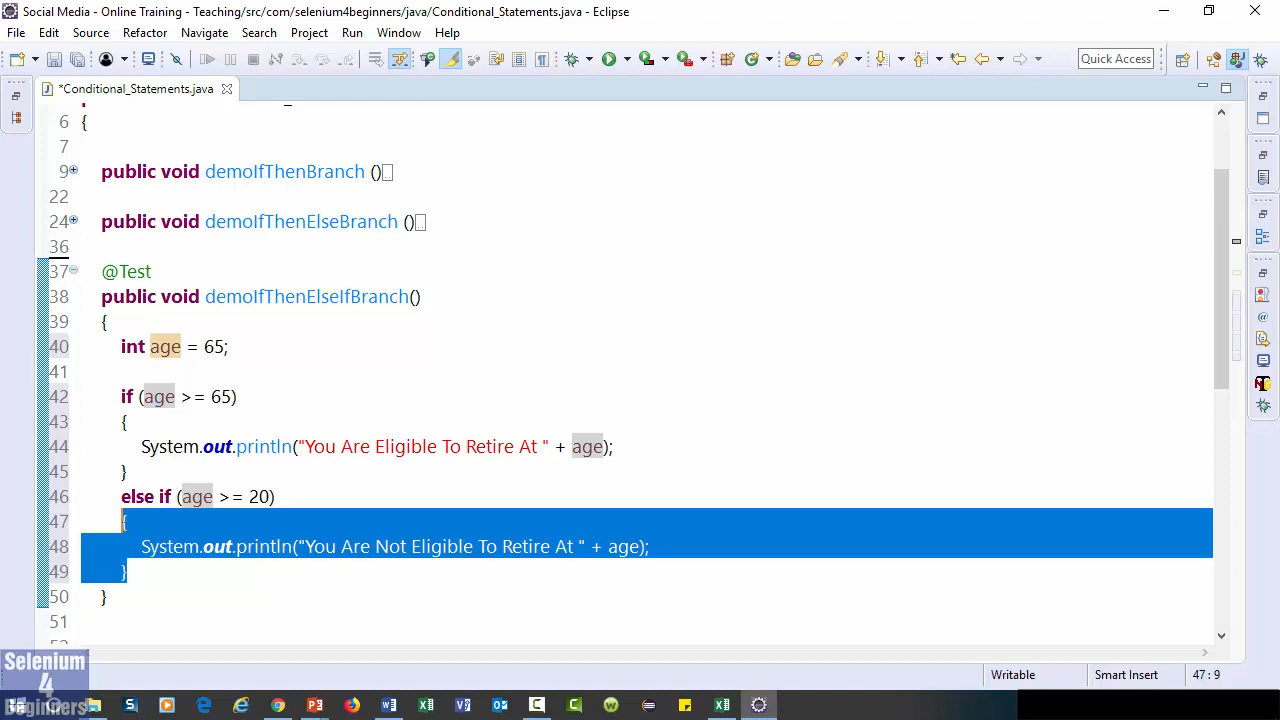 Social Media - Online Training - Teaching/src/com/selenium4beginners/java/Conditional_Statements.java - Eclipse
File Edit Source Refactor Navigate Search Project Run Window Help
Quick Access
*Conditional_Statements.java
6 {
7
9 public void demoIfThenBranch ()
22
24 public void demoIfThenElseBranch ()
36
37 @Test
38 public void demoIfThenElseIfBranch()
39 {
40 int age = 65;
41
42 if (age >= 65)
43 {
44 System.out.println("You Are Eligible To Retire At " + age);
45 }
46 else if (age >= 20)
47 {
48 System.out.println("You Are Not Eligible To Retire At " + age);
49 }
50 }
51
Writable Smart Insert 47 : 9
Selenium
4
Beginners